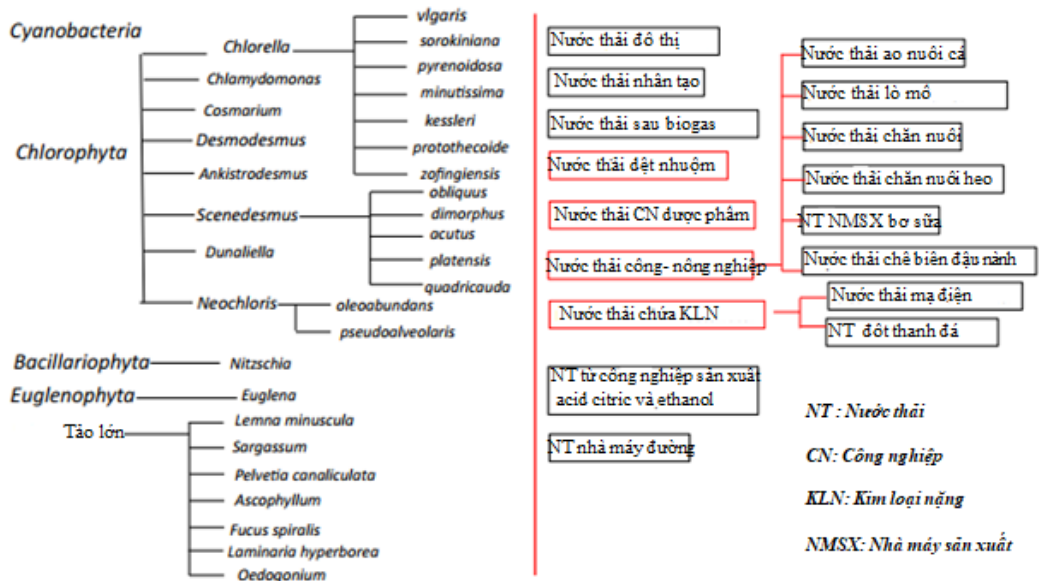 Cyanobacteria
Chlorophyta
Chlorella
vlgaris
sorokiniana
pyrenoidosa
minutissima
kessleri
protothecoide
zofingiensis
Chlamydomonas
Cosmarium
Desmodesmus
Ankistrodesmus
Scenedesmus
obliquus
dimorphus
acutus
platensis
quadricauda
Dunaliella
Neochloris
oleoabundans
pseudoalveolaris
Bacillariophyta
Nitzschia
Euglenophyta
Euglena
Tảo lớn
Lemna minuscula
Sargassum
Pelvetia canaliculata
Ascophyllum
Fucus spiralis
Laminaria hyperborea
Oedogonium
Nước thải đô thị
Nước thải nhân tạo
Nước thải sau biogas
Nước thải dệt nhuộm
Nước thải CN dược phẩm
Nước thải công- nông nghiệp
Nước thải ao nuôi cá
Nước thải lò mổ
Nước thải chăn nuôi
Nước thải chăn nuôi heo
NT NMSX bơ sữa
Nước thải chế biến đậu nành
Nước thải chứa KLN
Nước thải mạ điện
NT đốt thanh đá
NT từ công nghiệp sản xuất
acid citric và ethanol
NT nhà máy đường
NT : Nước thải
CN: Công nghiệp
KLN: Kim loại nặng
NMSX: Nhà máy sản xuất